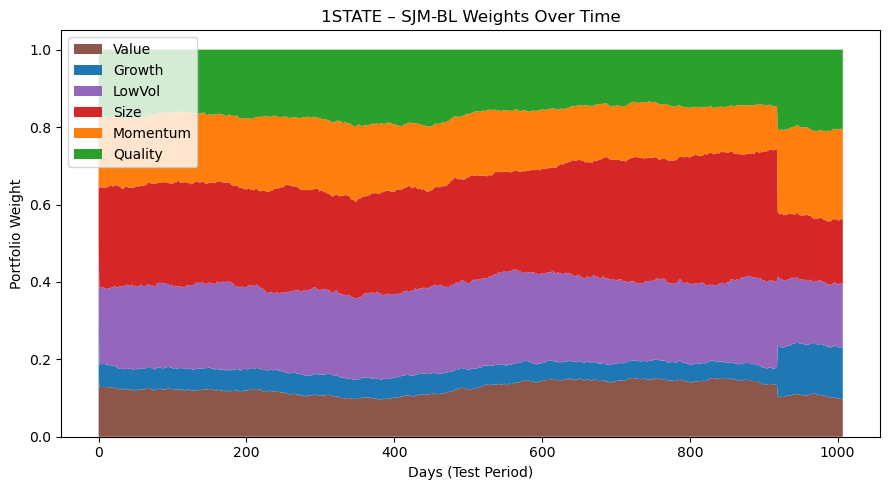 1STATE – SJM-BL Weights Over Time
Portfolio Weight
1.0
0.8
0.6
0.4
0.2
0.0
Value
Growth
LowVol
Size
Momentum
Quality
0 200 400 600 800 1000
Days (Test Period)